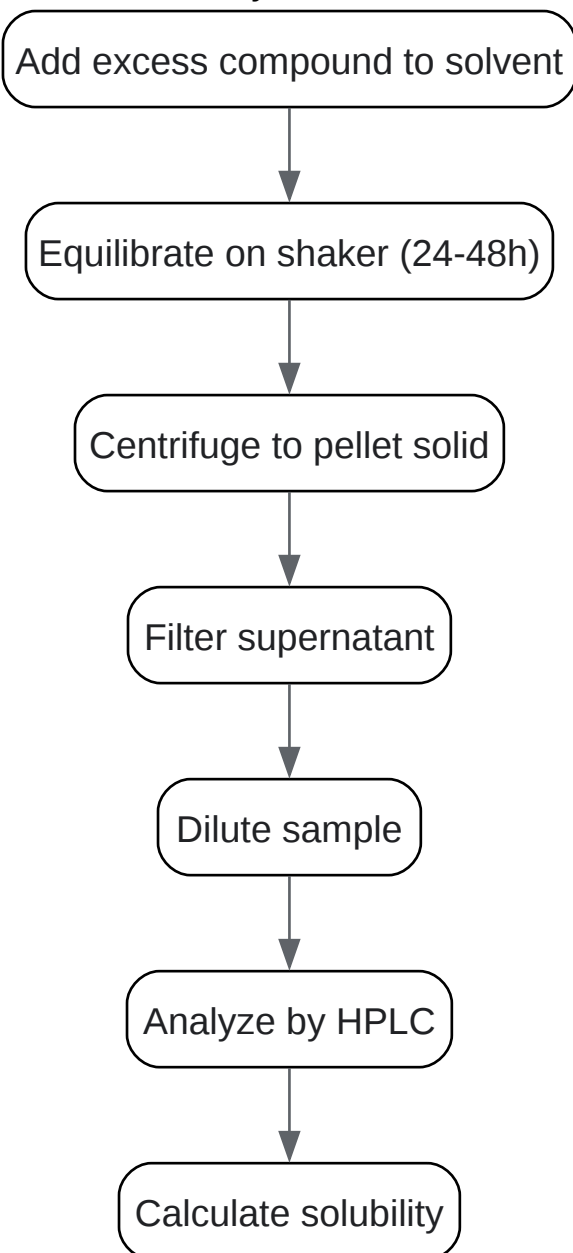 Add excess compound to solvent
Equilibrate on shaker (24-48h)
Centrifuge to pellet solid
Filter supernatant
Dilute sample
Analyze by HPLC
Calculate solubility